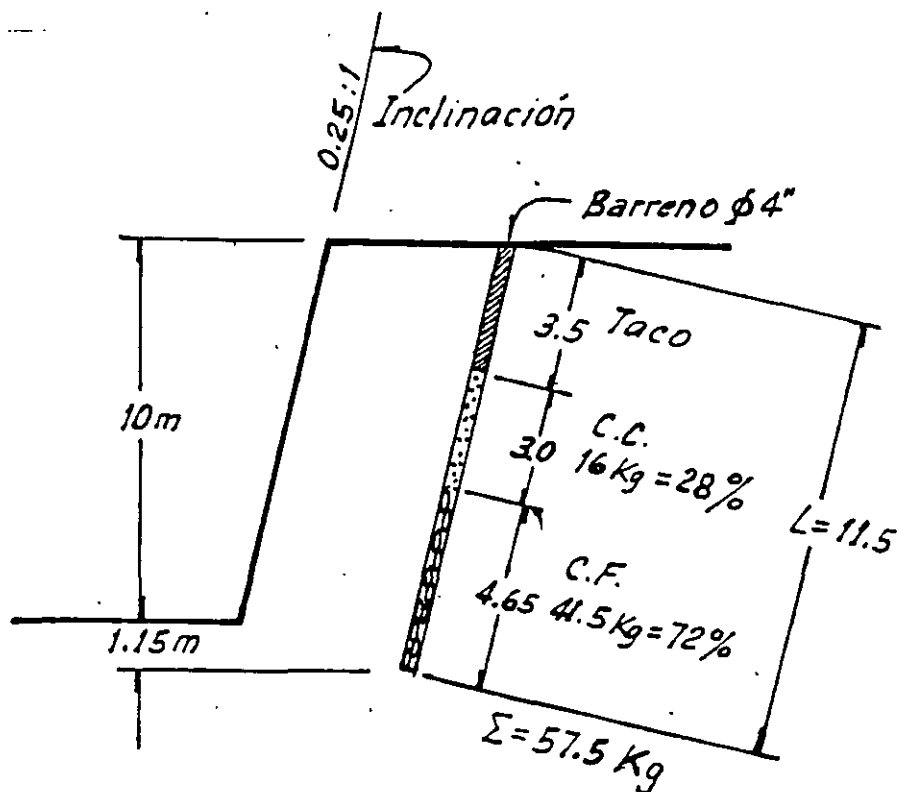 0.25:1
Inclinación
Barreno ϕ4"
3.5 Taco
10m
C.C.
3.0 16 Kg = 28%
L= 11.5
C.F.
4.65 41.5 Kg = 72%
1.15m
Σ = 57.5 Kg